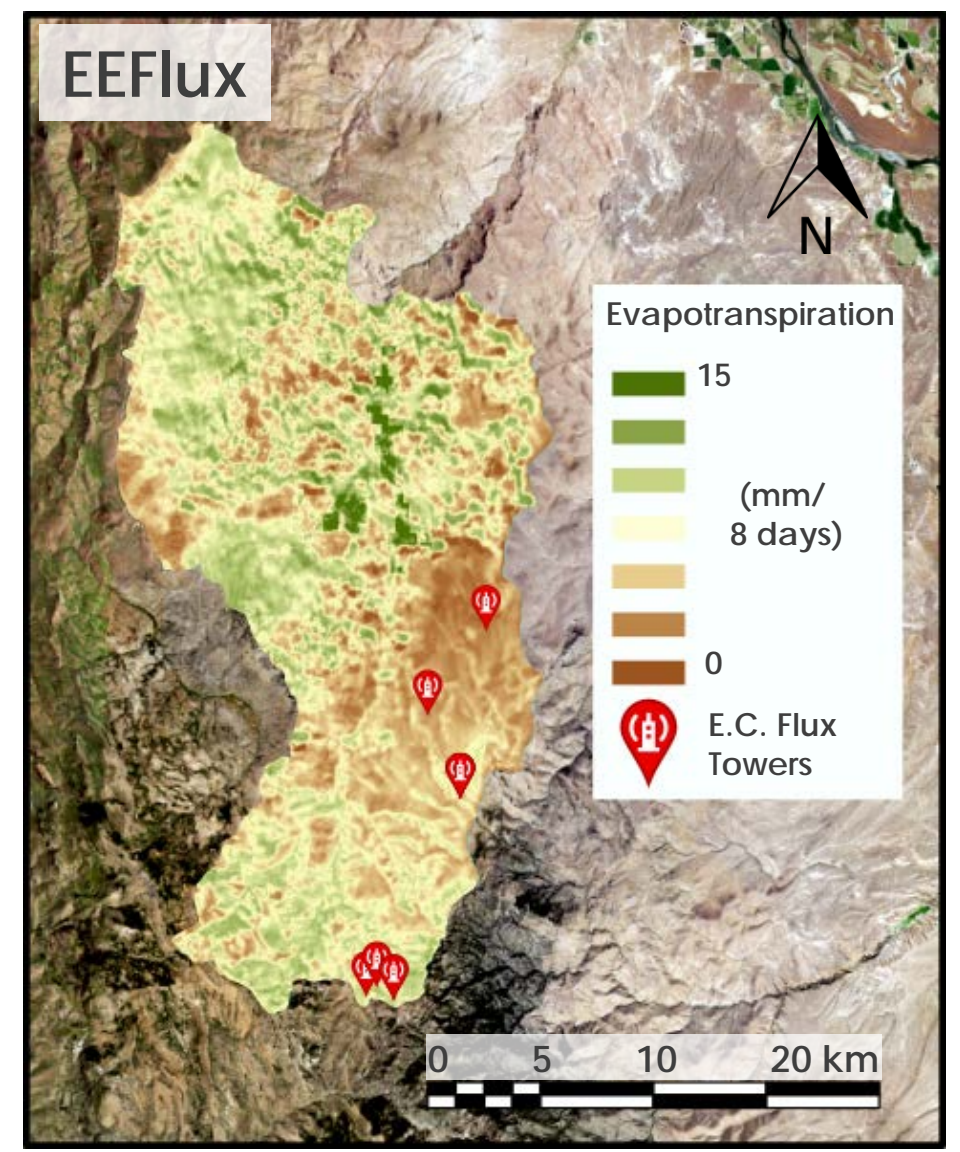 EEFlux
N
Evapotranspiration
15
(mm/
8 days)
0
E.C. Flux
Towers
0 5 10 20 km